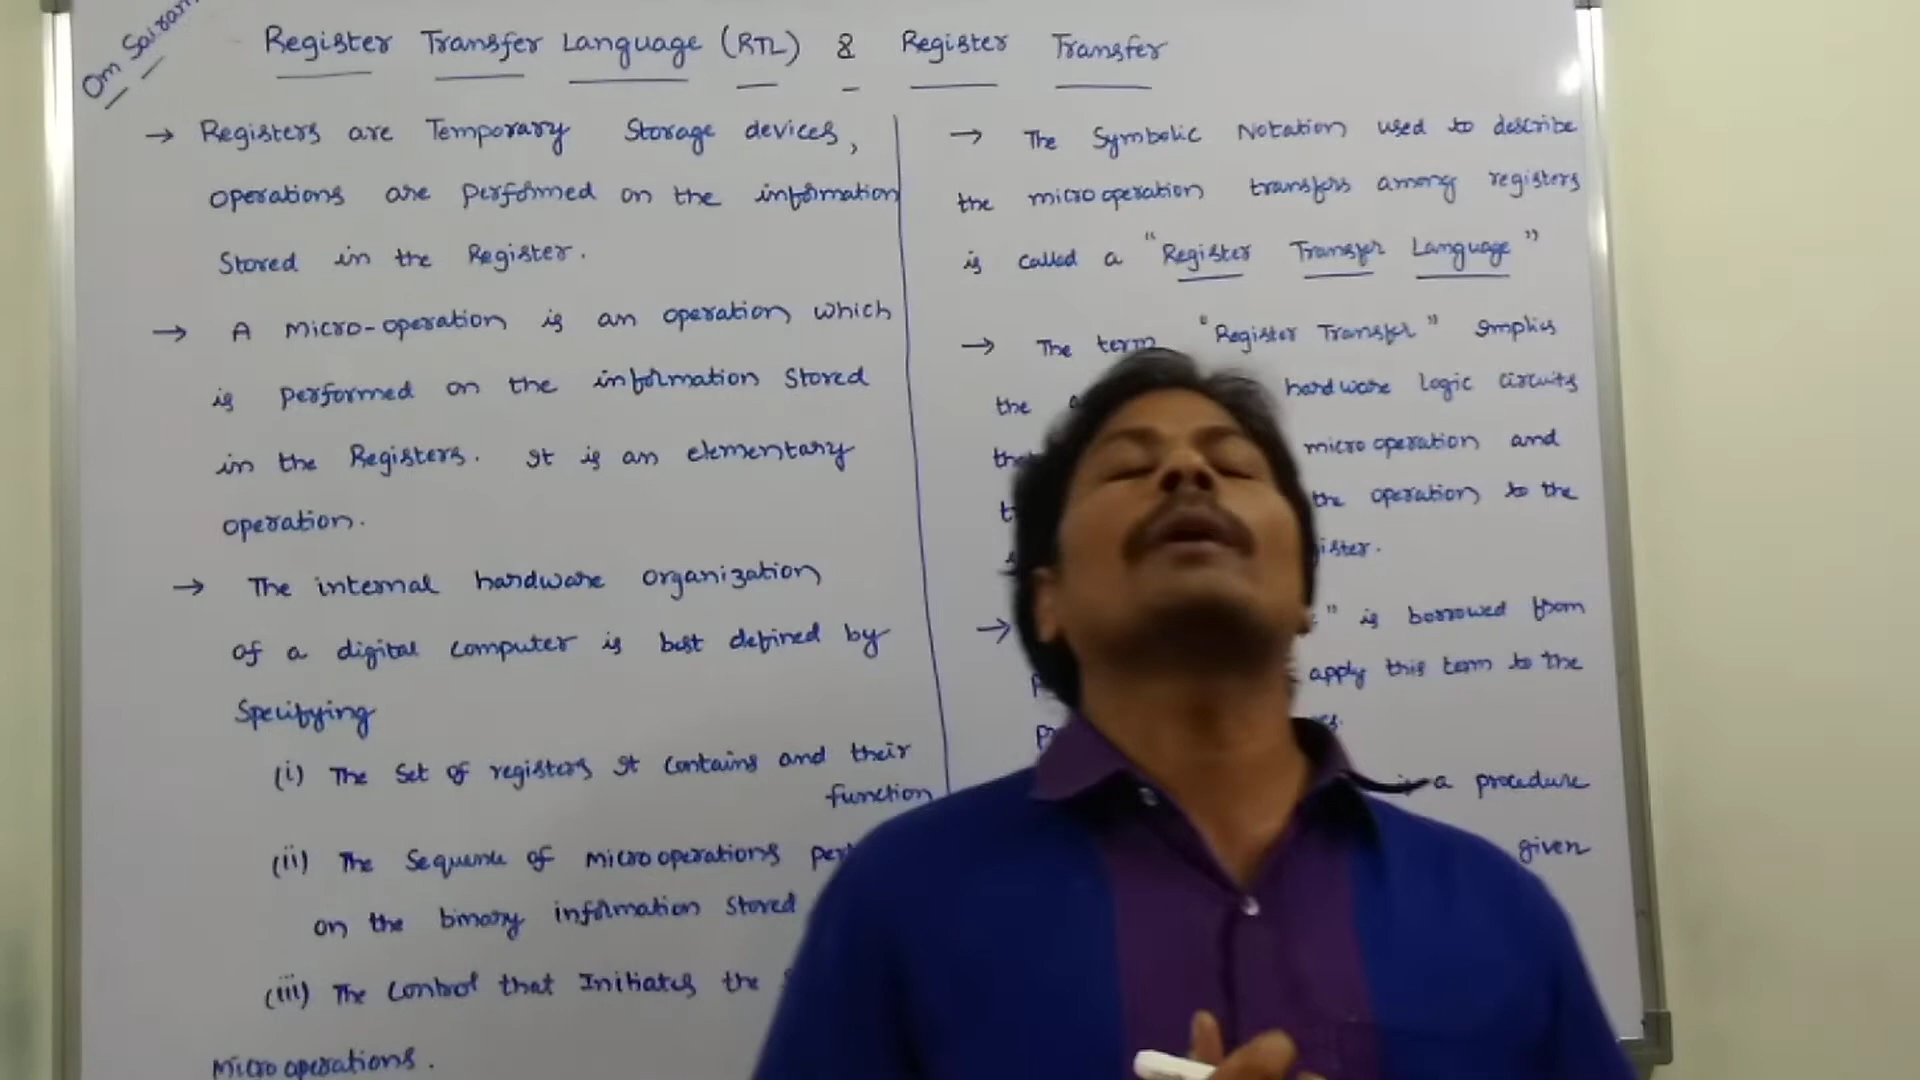 Om Sairam
Register Transfer Language (RTL) & Register Transfer
→ Registers are Temporary Storage devices,
operations are performed on the information
Stored in the Register.
→ A micro-operation is an operation which
is performed on the information stored
in the Registers. It is an elementary
operation.
→ The internal hardware organization
of a digital computer is best defined by
Specifying
(i) The Set of registers It contains and their
function
(ii) The Sequence of microoperations
on the binary information stored
(iii) The Control that Initiates the
Microoperations.
→ The Symbolic Notation used to describe
the microoperation transfers among registers
is called a "Register Transfer Language"
→ The term "Register Transfer" Implies
the hardware logic circuits
microoperation and
the operation to the
→ " is borrowed from
apply this term to the
is a procedure
given